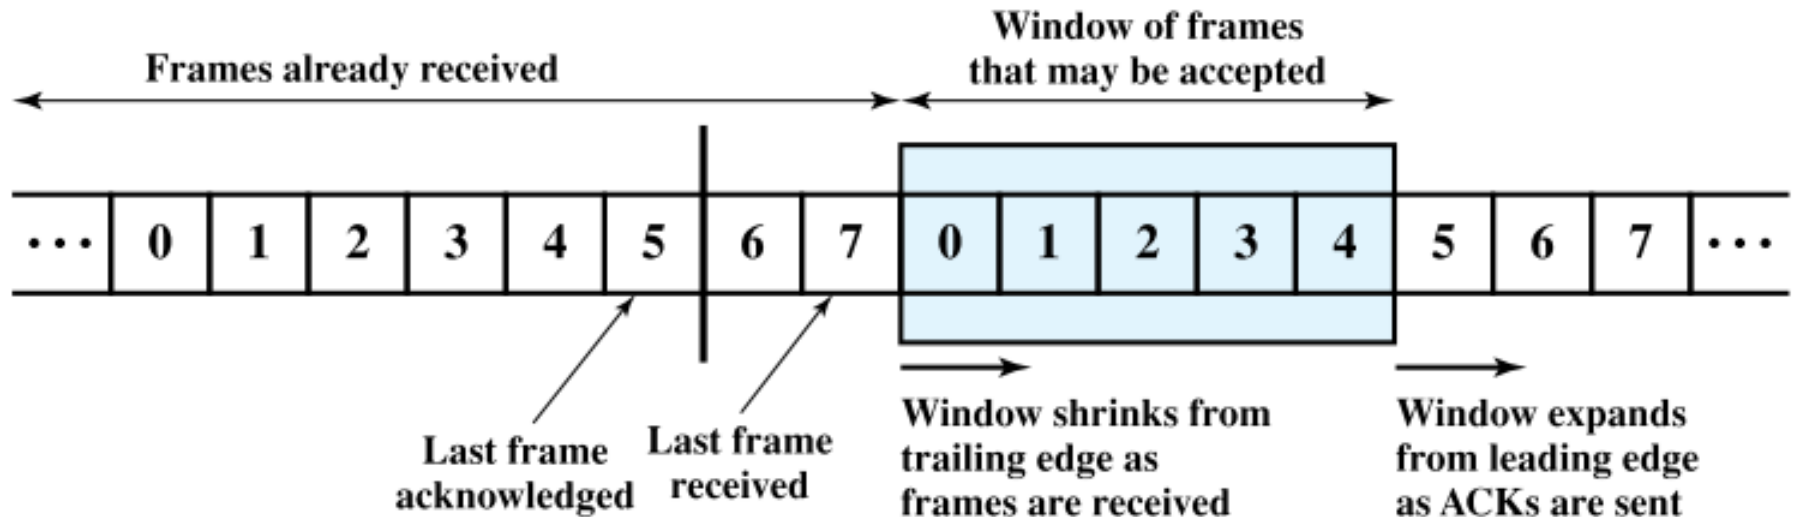 Window of frames
that may be accepted
Frames already received
··· 0 1 2 3 4 5 6 7 0 1 2 3 4 5 6 7 ···
Last frame
acknowledged
Last frame
received
Window shrinks from
trailing edge as
frames are received
Window expands
from leading edge
as ACKs are sent